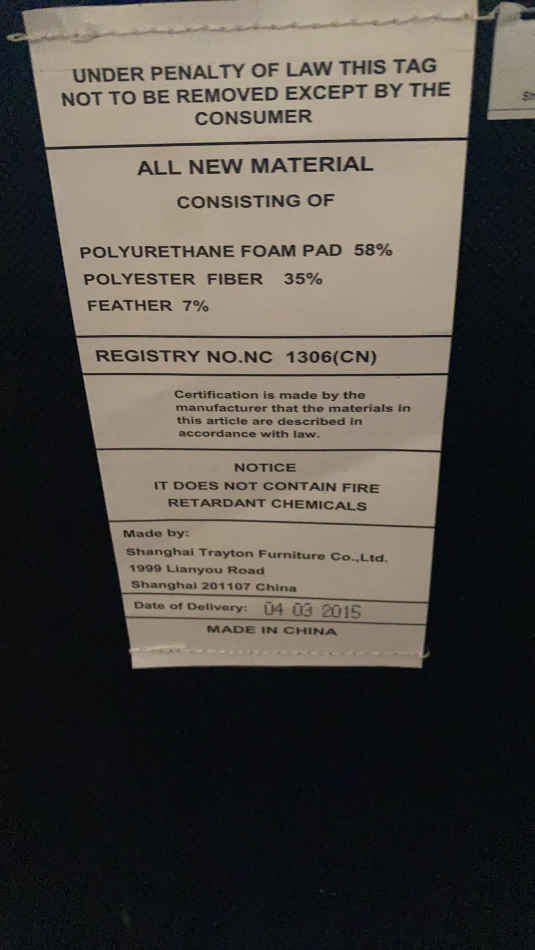 UNDER PENALTY OF LAW THIS TAG
NOT TO BE REMOVED EXCEPT BY THE
CONSUMER
ALL NEW MATERIAL
CONSISTING OF
POLYURETHANE FOAM PAD 58%
POLYESTER FIBER 35%
FEATHER 7%
REGISTRY NO.NC 1306(CN)
Certification is made by the
manufacturer that the materials in
this article are described in
accordance with law.
NOTICE
IT DOES NOT CONTAIN FIRE
RETARDANT CHEMICALS
Made by:
Shanghai Trayton Furniture Co.,Ltd.
1999 Lianyou Road
Shanghai 201107 China
Date of Delivery: 04 03 2015
MADE IN CHINA